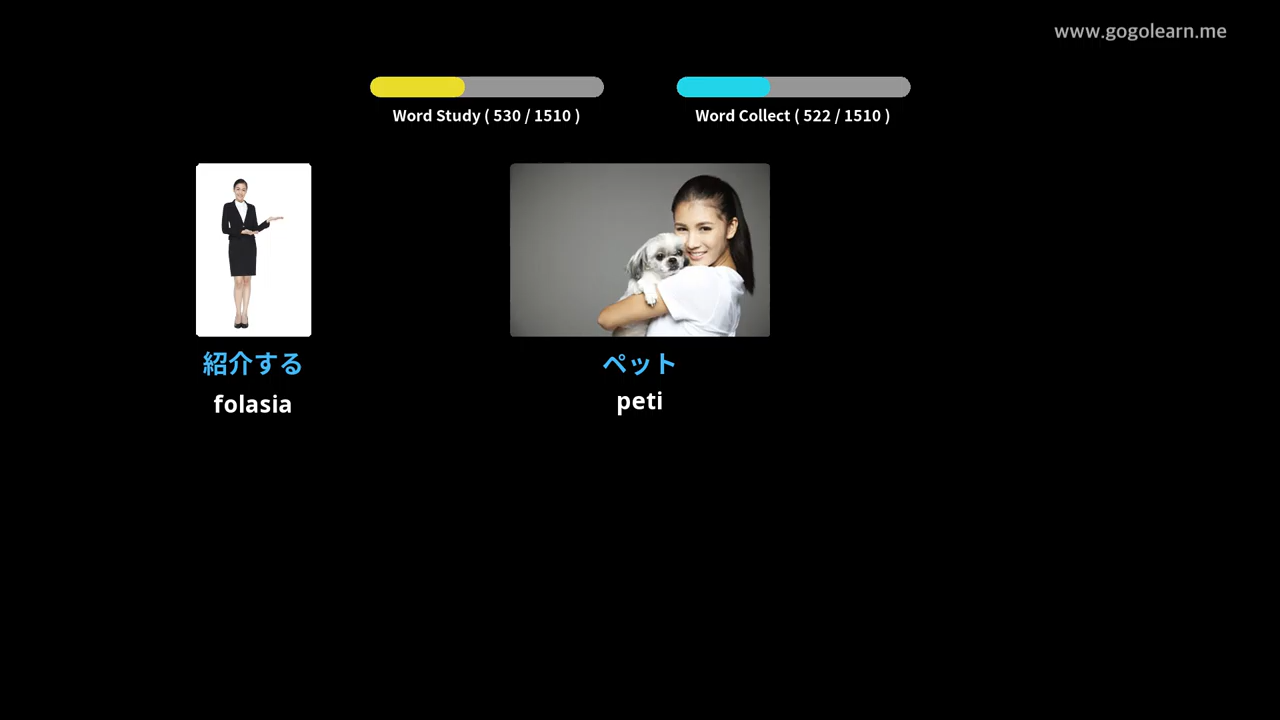 www.gogolearn.me
Word Study ( 530 / 1510 )
Word Collect ( 522 / 1510 )
紹介する
folasia
ペット
peti